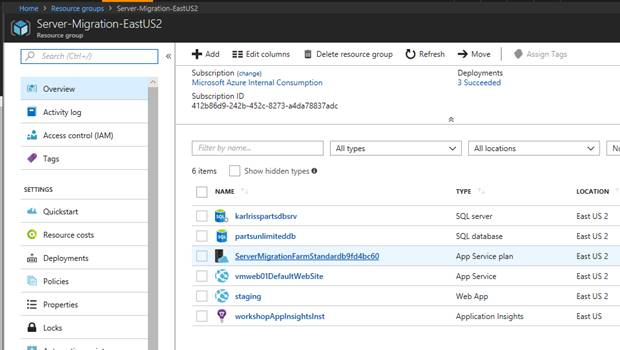 Home > Resource groups > Server-Migration-EastUS2
Server-Migration-EastUS2
Resource group
Search (Ctrl+/)
Overview
Activity log
Access control (IAM)
Tags
SETTINGS
Quickstart
Resource costs
Deployments
Policies
Properties
Locks
Add Edit columns Delete resource group Refresh Move Assign Tags
Subscription (change)
Microsoft Azure Internal Consumption
Deployments
3 Succeeded
Subscription ID
412b86d9-242b-452c-8273-a4da78837adc
Filter by name... All types All locations No
6 items Show hidden types
NAME TYPE LOCATION
karlrisspartsdbsrv SQL server East US 2
partsunlimiteddb SQL database East US 2
ServerMigrationFarmStandardb9fd4bc60 App Service plan East US 2
vmweb01DefaultWebSite App Service East US 2
staging Web App East US 2
workshopAppInsightsInst Application Insights East US